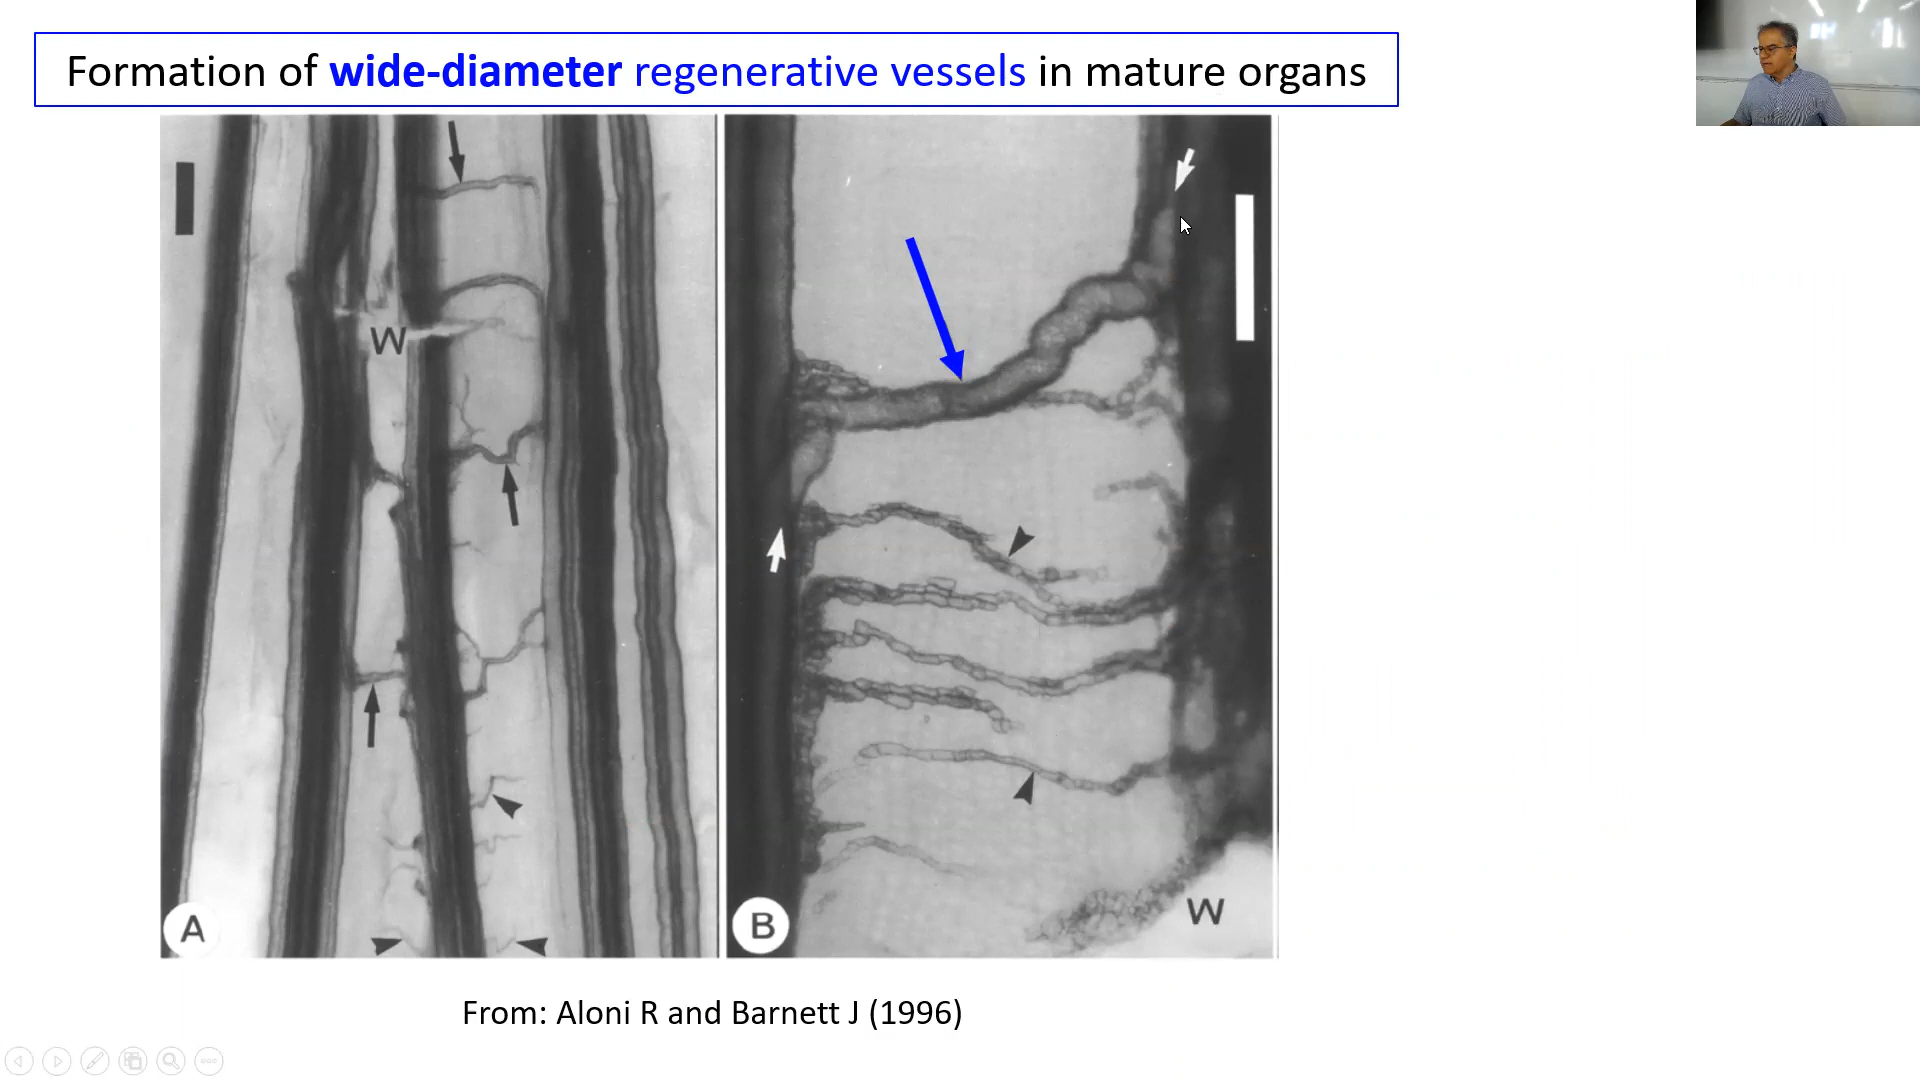 Formation of wide-diameter regenerative vessels in mature organs
W
A
B
W
From: Aloni R and Barnett J (1996)